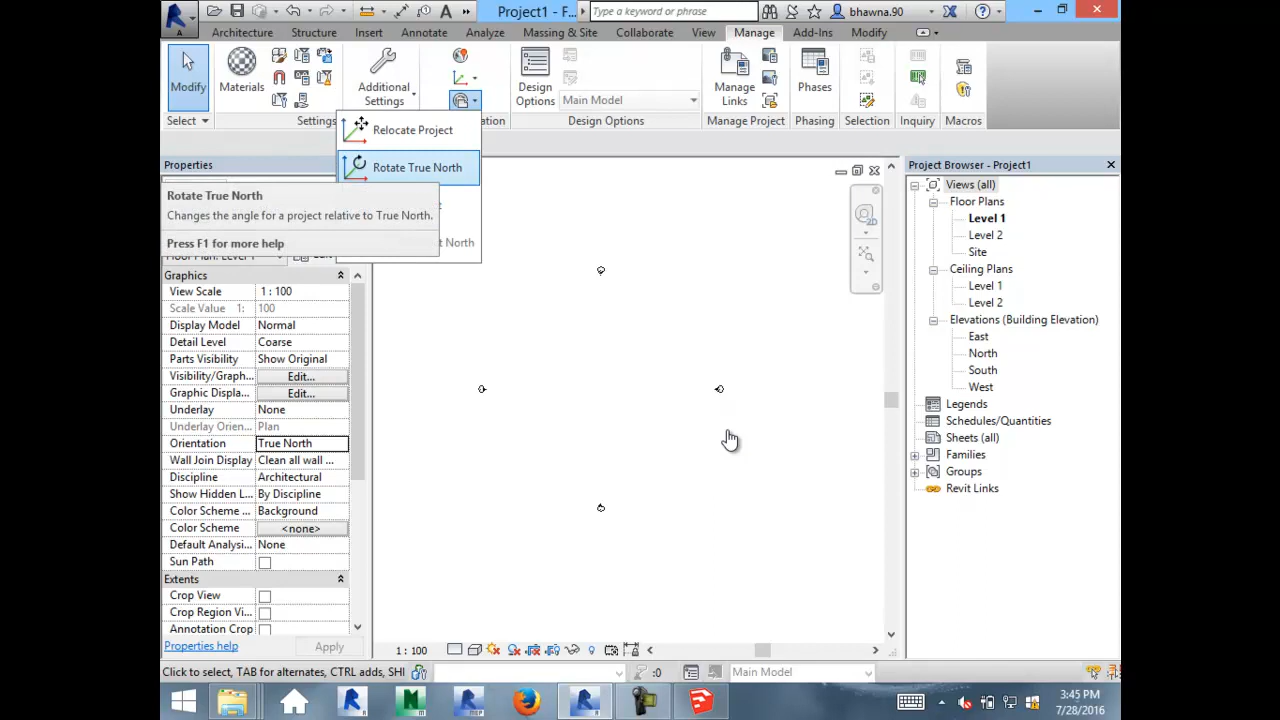 A
Project1 - F...
Type a keyword or phrase
bhawna.90
Architecture Structure Insert Annotate Analyze Massing & Site Collaborate View Manage Add-Ins Modify
Modify
Materials
Additional Settings
Design Options
Main Model
Manage Links
Phases
Select
Settings
Design Options
Manage Project
Phasing
Selection
Inquiry
Macros
Relocate Project
Rotate True North
Rotate True North
Changes the angle for a project relative to True North.
Press F1 for more help
t North
Properties
Graphics
View Scale 1 : 100
Scale Value 1: 100
Display Model Normal
Detail Level Coarse
Parts Visibility Show Original
Visibility/Graph... Edit...
Graphic Displa... Edit...
Underlay None
Underlay Orien... Plan
Orientation True North
Wall Join Display Clean all wall ...
Discipline Architectural
Show Hidden L... By Discipline
Color Scheme ... Background
Color Scheme <none>
Default Analysi... None
Sun Path
Extents
Crop View
Crop Region Vi...
Annotation Crop
Properties help
Apply
1 : 100
Project Browser - Project1
Views (all)
Floor Plans
Level 1
Level 2
Site
Ceiling Plans
Level 1
Level 2
Elevations (Building Elevation)
East
North
South
West
Legends
Schedules/Quantities
Sheets (all)
Families
Groups
Revit Links
Click to select, TAB for alternates, CTRL adds, SHI
:0
Main Model
3:45 PM
7/28/2016